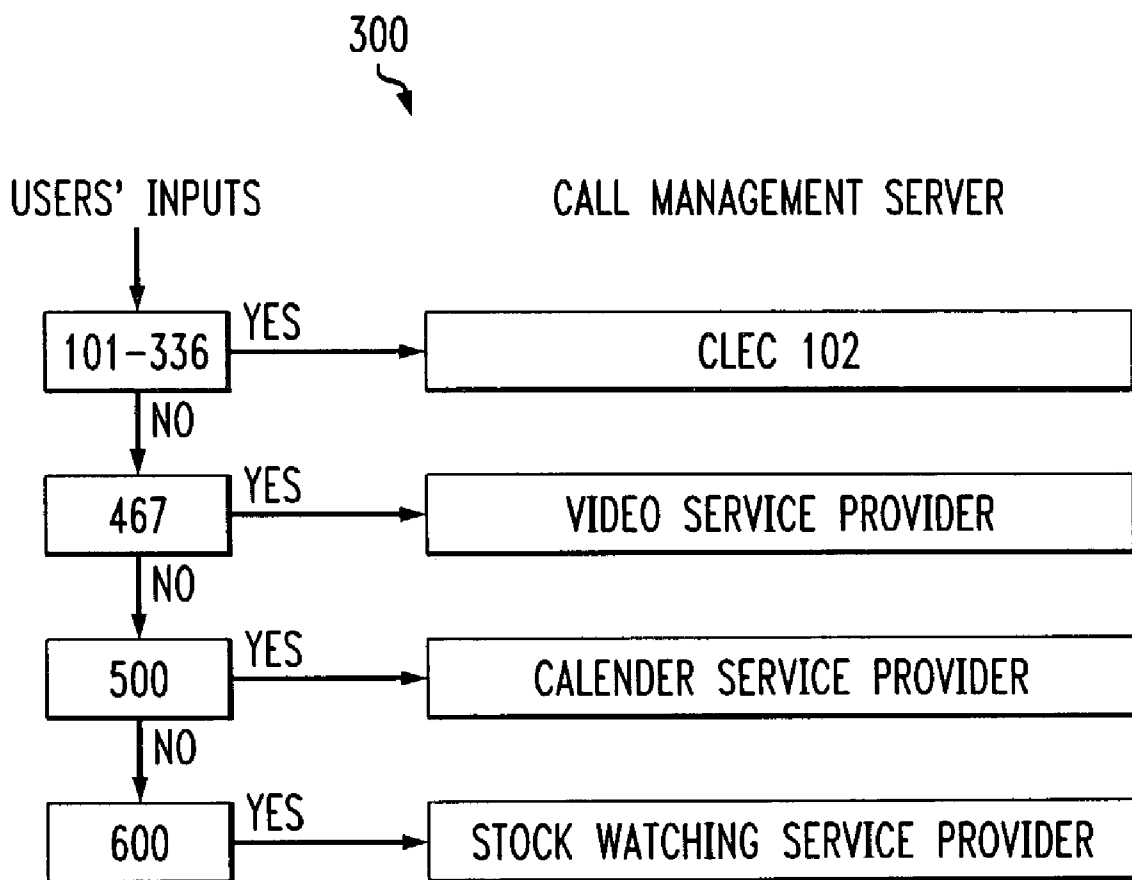 300
USERS' INPUTS
CALL MANAGEMENT SERVER
101-336
YES
CLEC 102
NO
467
YES
VIDEO SERVICE PROVIDER
NO
500
YES
CALENDER SERVICE PROVIDER
NO
600
YES
STOCK WATCHING SERVICE PROVIDER